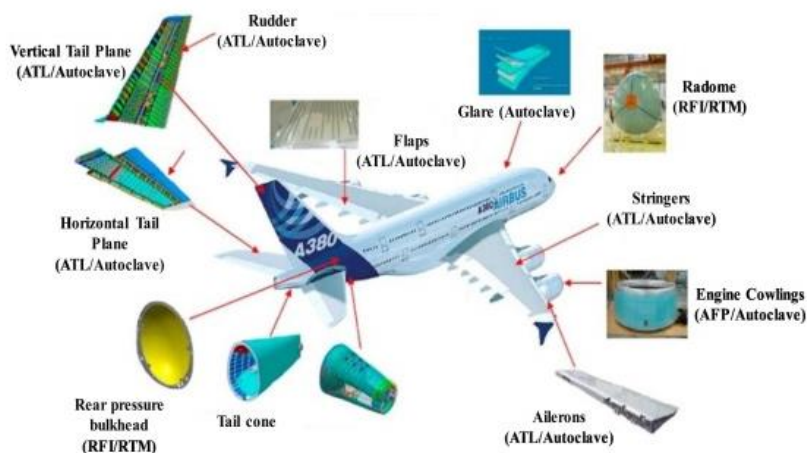 Rudder
(ATL/Autoclave)
Vertical Tail Plane
(ATL/Autoclave)
Glare (Autoclave)
Radome
(RFI/RTM)
Flaps
(ATL/Autoclave)
Stringers
(ATL/Autoclave)
Horizontal Tail
Plane
(ATL/Autoclave)
A380
A380 AIRBUS
Engine Cowlings
(AFP/Autoclave)
Rear pressure
bulkhead
(RFI/RTM)
Tail cone
Ailerons
(ATL/Autoclave)